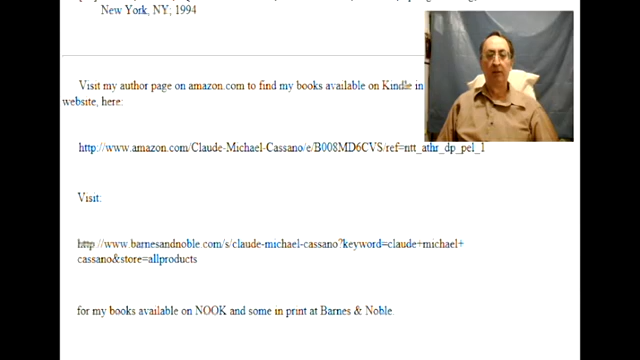 New York, NY; 1994
Visit my author page on amazon.com to find my books available on Kindle in
website, here:
http://www.amazon.com/Claude-Michael-Cassano/e/B008MD6CVS/ref=ntt_athr_dp_pel_1
Visit:
http://www.barnesandnoble.com/s/claude-michael-cassano?keyword=claude+michael+
cassano&store=allproducts
for my books available on NOOK and some in print at Barnes & Noble.